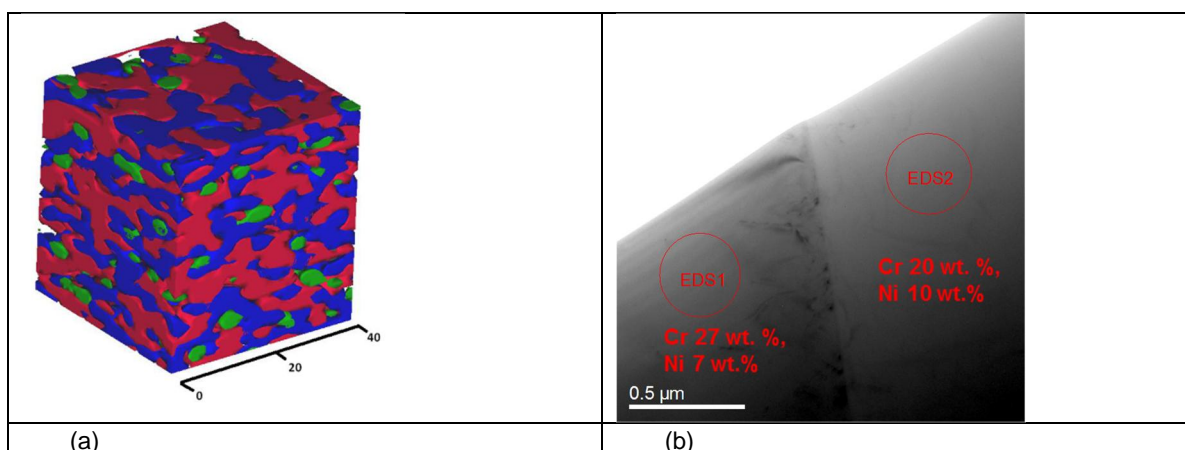 40
20
0
EDS2
EDS1
Cr 20 wt. %,
Ni 10 wt.%
Cr 27 wt. %,
Ni 7 wt.%
0.5 µm
(a)
(b)